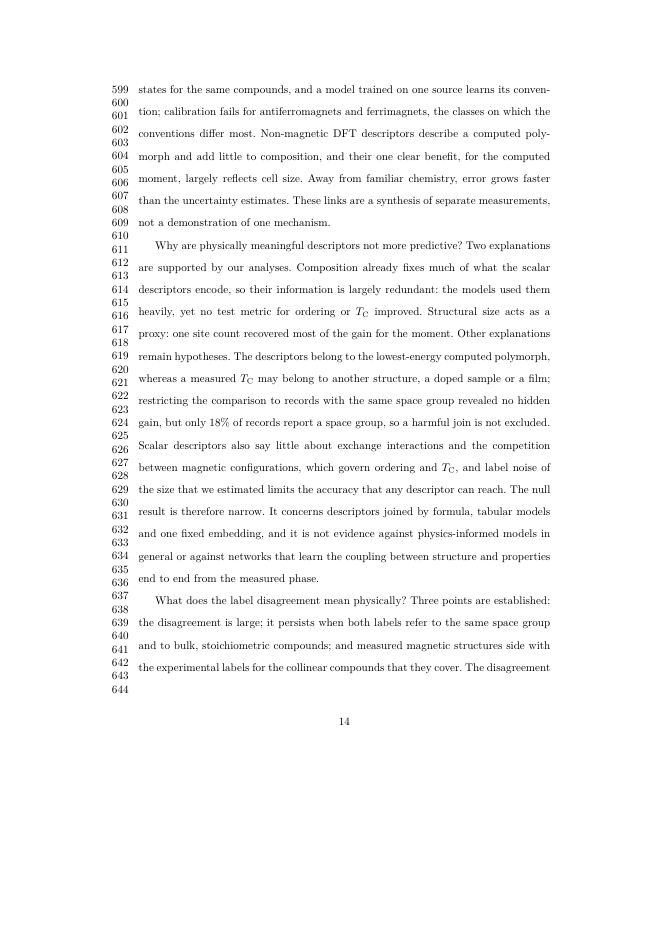 599 states for the same compounds, and a model trained on one source learns its conven-
600
601 tion; calibration fails for antiferromagnets and ferrimagnets, the classes on which the
602 conventions differ most. Non-magnetic DFT descriptors describe a computed poly-
603
604 morph and add little to composition, and their one clear benefit, for the computed
605
606 moment, largely reflects cell size. Away from familiar chemistry, error grows faster
607 than the uncertainty estimates. These links are a synthesis of separate measurements,
608
609 not a demonstration of one mechanism.
610
611 Why are physically meaningful descriptors not more predictive? Two explanations
612 are supported by our analyses. Composition already fixes much of what the scalar
613
614 descriptors encode, so their information is largely redundant: the models used them
615
616 heavily, yet no test metric for ordering or TC improved. Structural size acts as a
617 proxy: one site count recovered most of the gain for the moment. Other explanations
618
619 remain hypotheses. The descriptors belong to the lowest-energy computed polymorph,
620
621 whereas a measured TC may belong to another structure, a doped sample or a film;
622 restricting the comparison to records with the same space group revealed no hidden
623
624 gain, but only 18% of records report a space group, so a harmful join is not excluded.
625
626 Scalar descriptors also say little about exchange interactions and the competition
627 between magnetic configurations, which govern ordering and TC, and label noise of
628
629 the size that we estimated limits the accuracy that any descriptor can reach. The null
630
631 result is therefore narrow. It concerns descriptors joined by formula, tabular models
632 and one fixed embedding, and it is not evidence against physics-informed models in
633
634 general or against networks that learn the coupling between structure and properties
635
636 end to end from the measured phase.
637 What does the label disagreement mean physically? Three points are established:
638
639 the disagreement is large; it persists when both labels refer to the same space group
640
641 and to bulk, stoichiometric compounds; and measured magnetic structures side with
642 the experimental labels for the collinear compounds that they cover. The disagreement
643
644
14